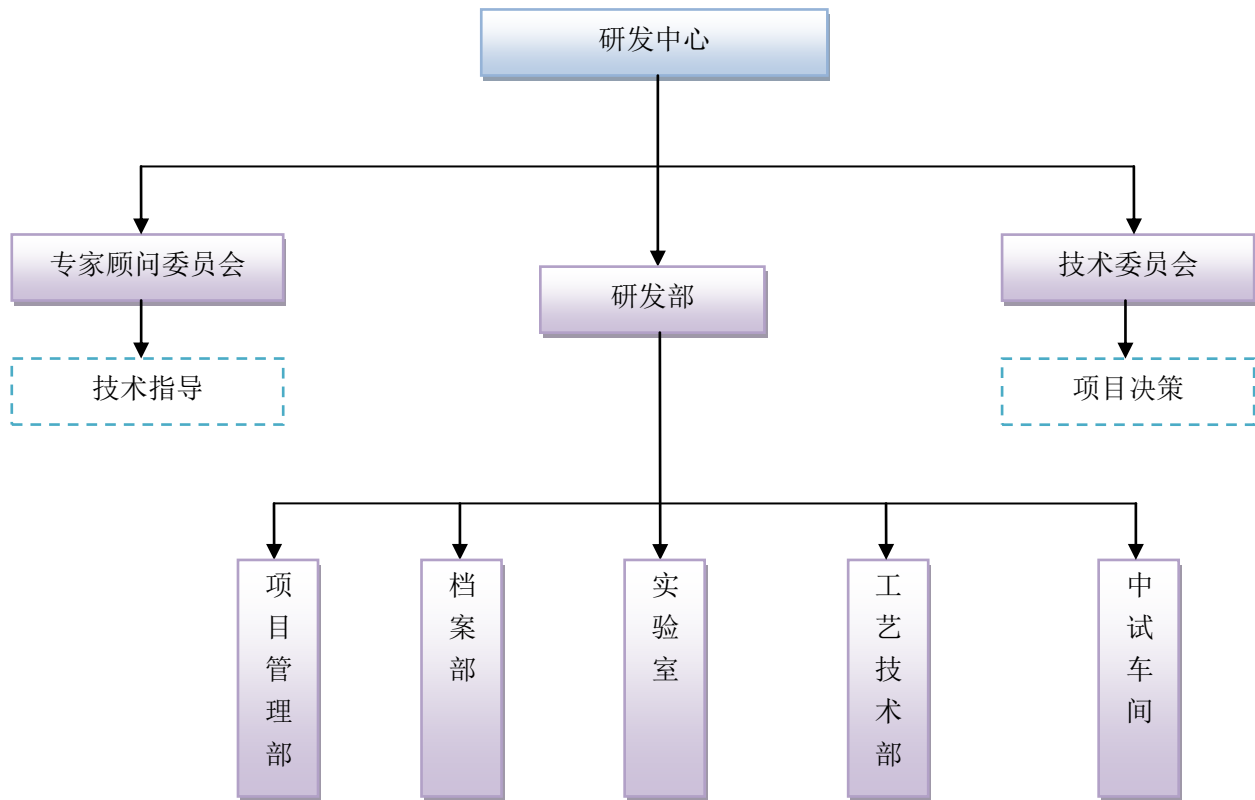 研发中心
专家顾问委员会
研发部
技术委员会
技术指导
项目决策
项目管理部
档案部
实验室
工艺技术部
中试车间